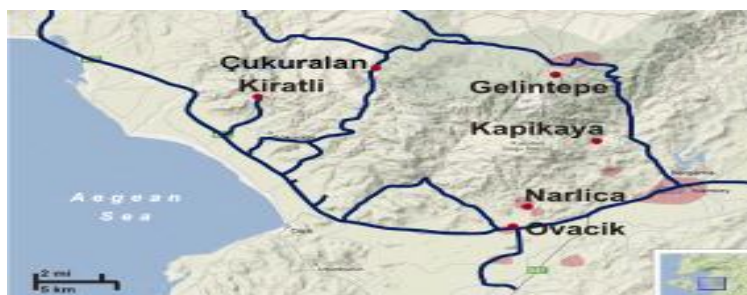 Çukuralan
Kiratli
Gelintepe
Kapikaya
Aegean
Sea
Narlica
Ovacik
2 mi
5 km